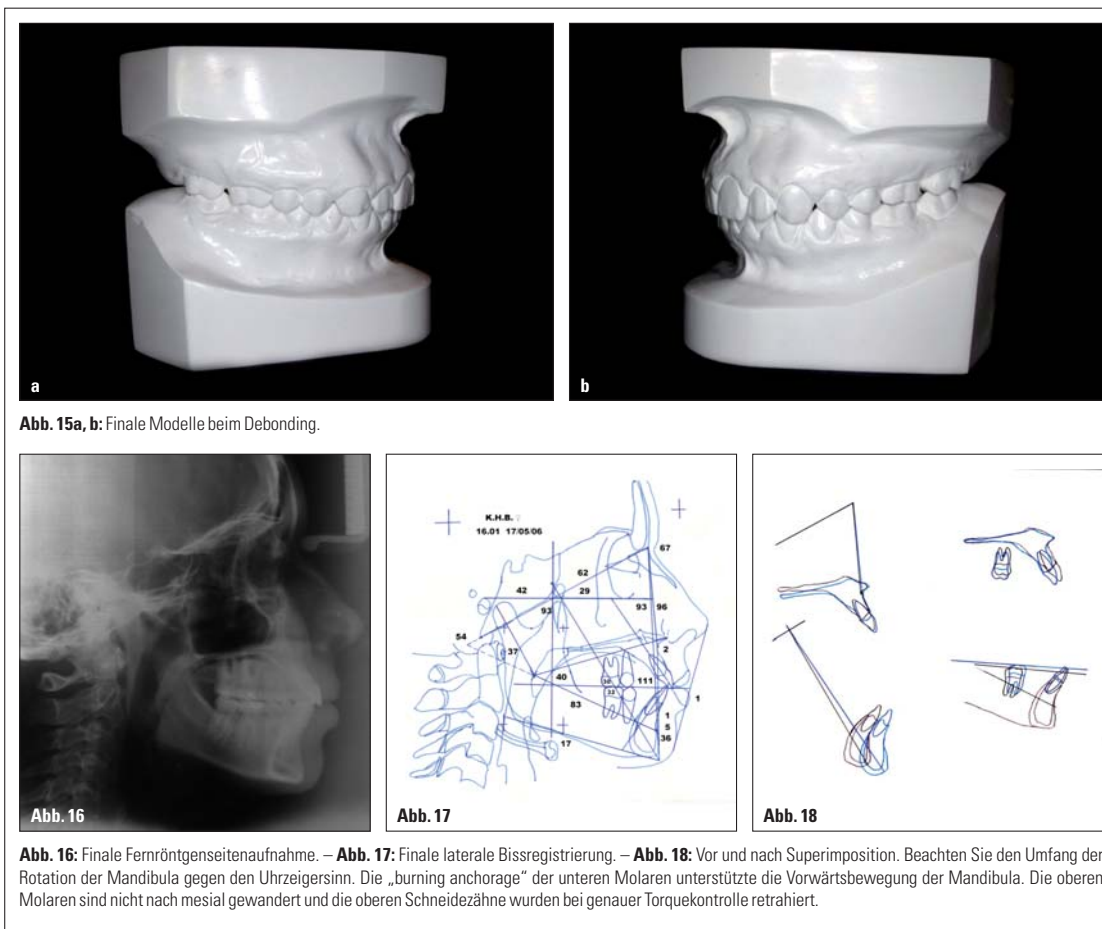 a
b
Abb. 15a, b: Finale Modelle beim Debonding.
Abb. 16
K.H.B. ♀
16.01 17/05/06
67
62
42
29
93
93
96
54
37
2
40
111
1
83
1
5
36
17
Abb. 17
Abb. 18
Abb. 16: Finale Fernröntgenseitenaufnahme. – Abb. 17: Finale laterale Bissregistrierung. – Abb. 18: Vor und nach Superimposition. Beachten Sie den Umfang der
Rotation der Mandibula gegen den Uhrzeigersinn. Die „burning anchorage“ der unteren Molaren unterstützte die Vorwärtsbewegung der Mandibula. Die oberen
Molaren sind nicht nach mesial gewandert und die oberen Schneidezähne wurden bei genauer Torquekontrolle retrahiert.